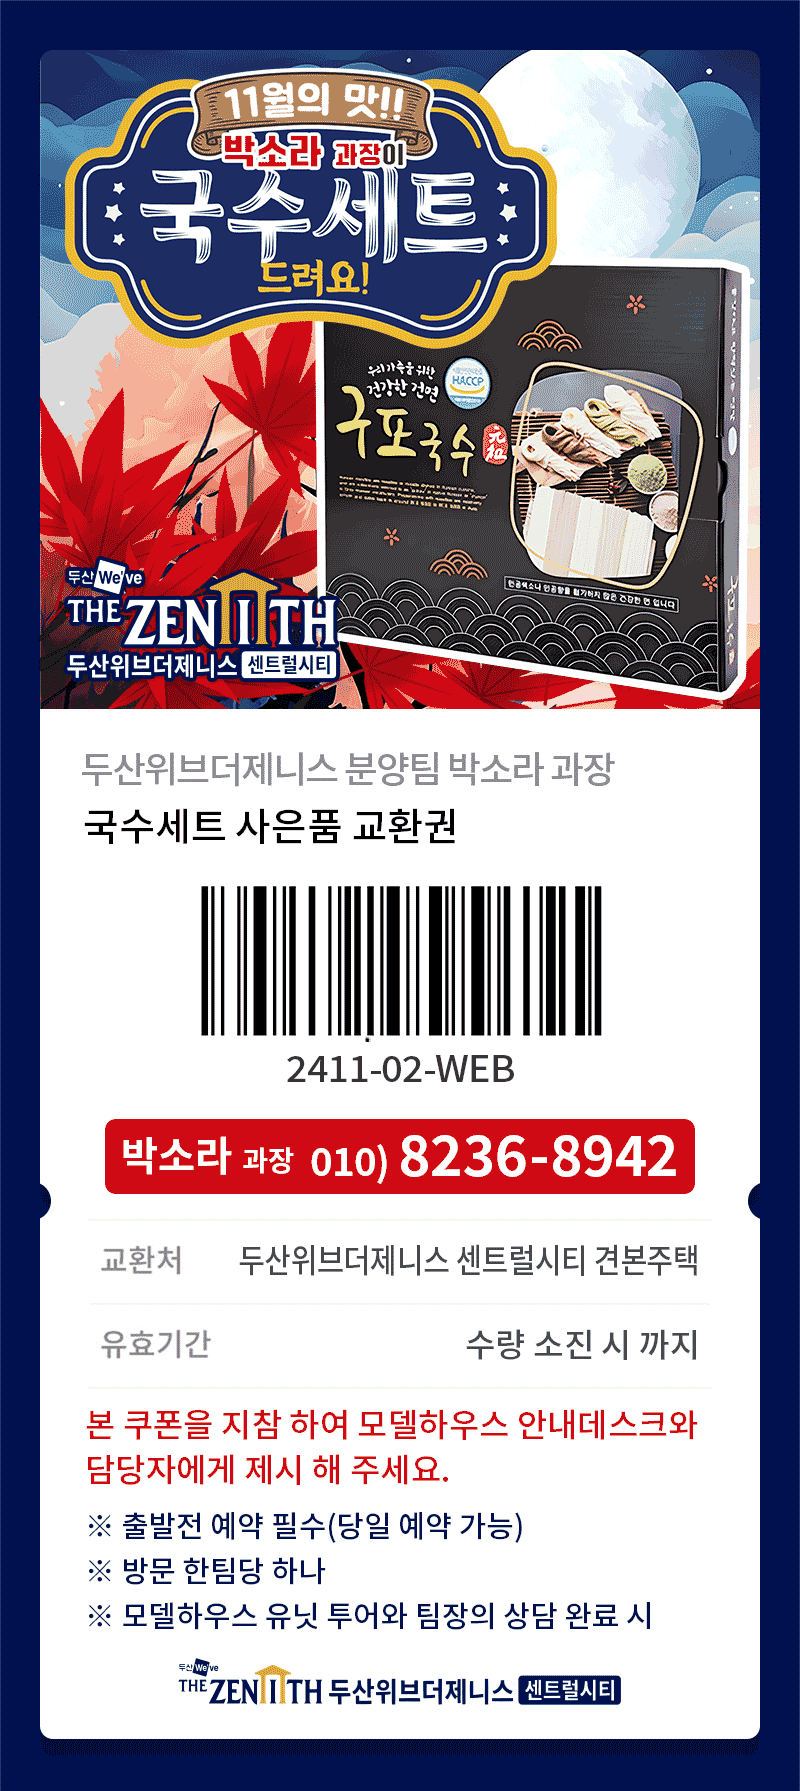 11월의 맛!!
박소라 과장이
국수세트
드려요!
우리가족을 위한
건강한 건면
HACCP
구포국수
인공색소나 인공향을 첨가하지 않은 건강한 면 입니다
두산 We've
THE ZENITH
두산위브더제니스 센트럴시티
두산위브더제니스 분양팀 박소라 과장
국수세트 사은품 교환권
2411-02-WEB
박소라 과장 010) 8236-8942
교환처 두산위브더제니스 센트럴시티 견본주택
유효기간 수량 소진 시 까지
본 쿠폰을 지참 하여 모델하우스 안내데스크와
담당자에게 제시 해 주세요.
※ 출발전 예약 필수(당일 예약 가능)
※ 방문 한팀당 하나
※ 모델하우스 유닛 투어와 팀장의 상담 완료 시
두산 We've
THE ZENITH 두산위브더제니스 센트럴시티